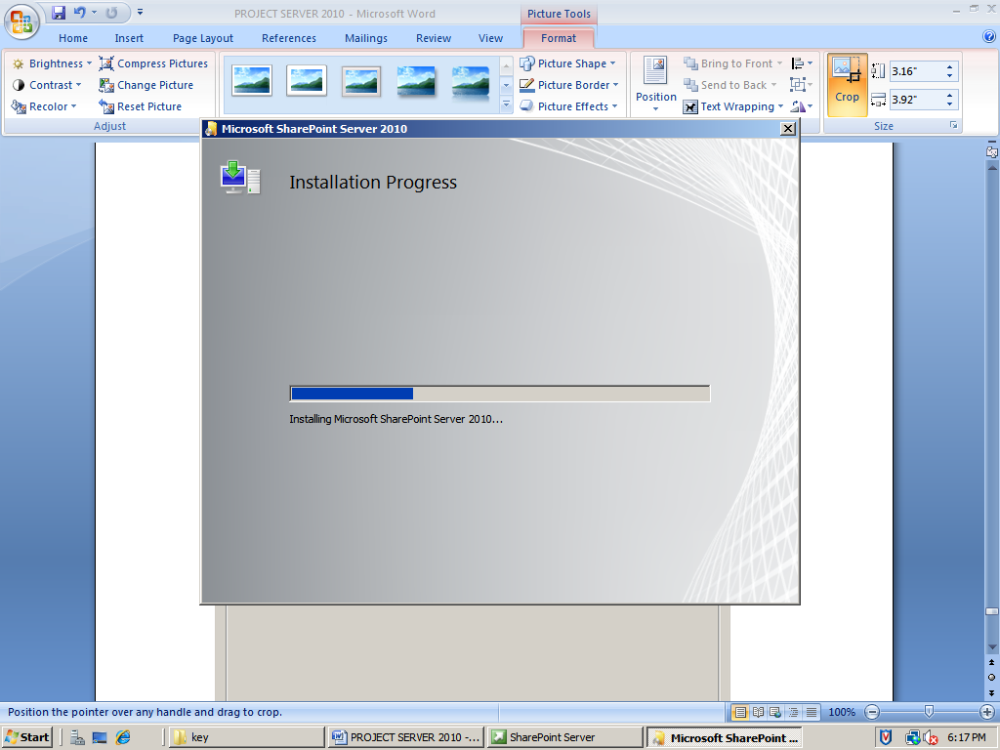 PROJECT SERVER 2010 - Microsoft Word
Picture Tools
Home Insert Page Layout References Mailings Review View Format
Brightness Compress Pictures Picture Shape Bring to Front 3.16"
Contrast Change Picture Picture Border Send to Back
Recolor Reset Picture Picture Effects Position Text Wrapping Crop 3.92"
Adjust Size
Microsoft SharePoint Server 2010
Installation Progress
Installing Microsoft SharePoint Server 2010...
Position the pointer over any handle and drag to crop. 100%
Start key PROJECT SERVER 2010 -... SharePoint Server Microsoft SharePoint ... 6:17 PM